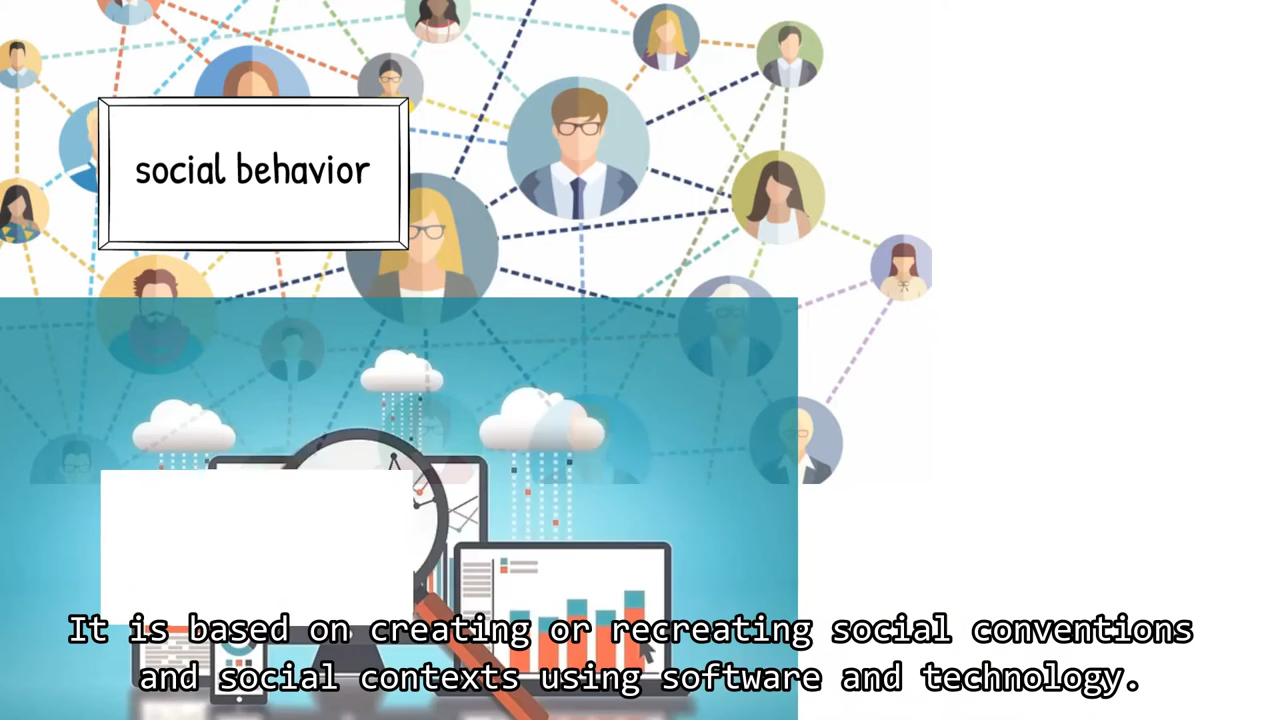 social behavior
It is based on creating or recreating social conventions
and social contexts using software and technology.